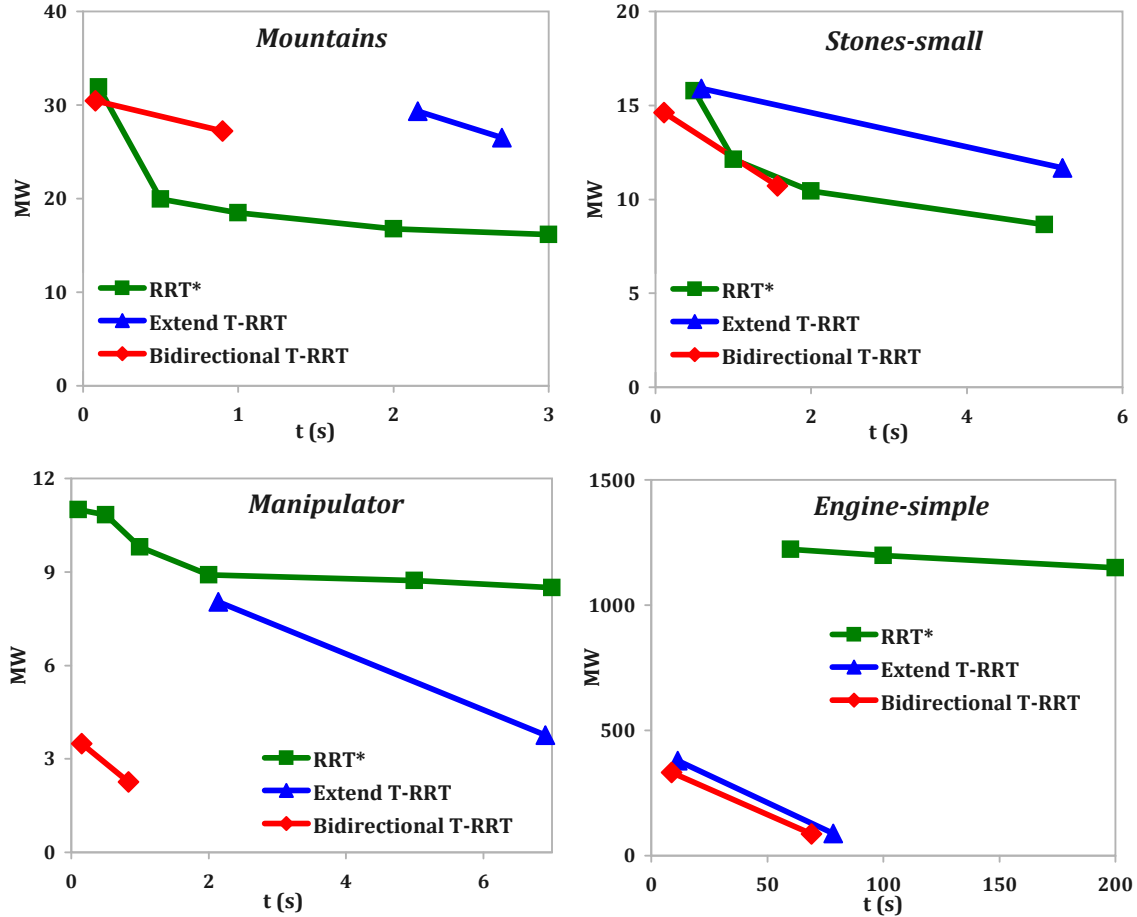 Mountains
40
30
20
10
0
MW
RRT*
Extend T-RRT
Bidirectional T-RRT
0 1 2 3
t (s)
Stones-small
20
15
10
5
0
MW
RRT*
Extend T-RRT
Bidirectional T-RRT
0 2 4 6
t (s)
Manipulator
12
9
6
3
0
MW
RRT*
Extend T-RRT
Bidirectional T-RRT
0 2 4 6
t (s)
Engine-simple
1500
1000
500
0
MW
RRT*
Extend T-RRT
Bidirectional T-RRT
0 50 100 150 200
t (s)